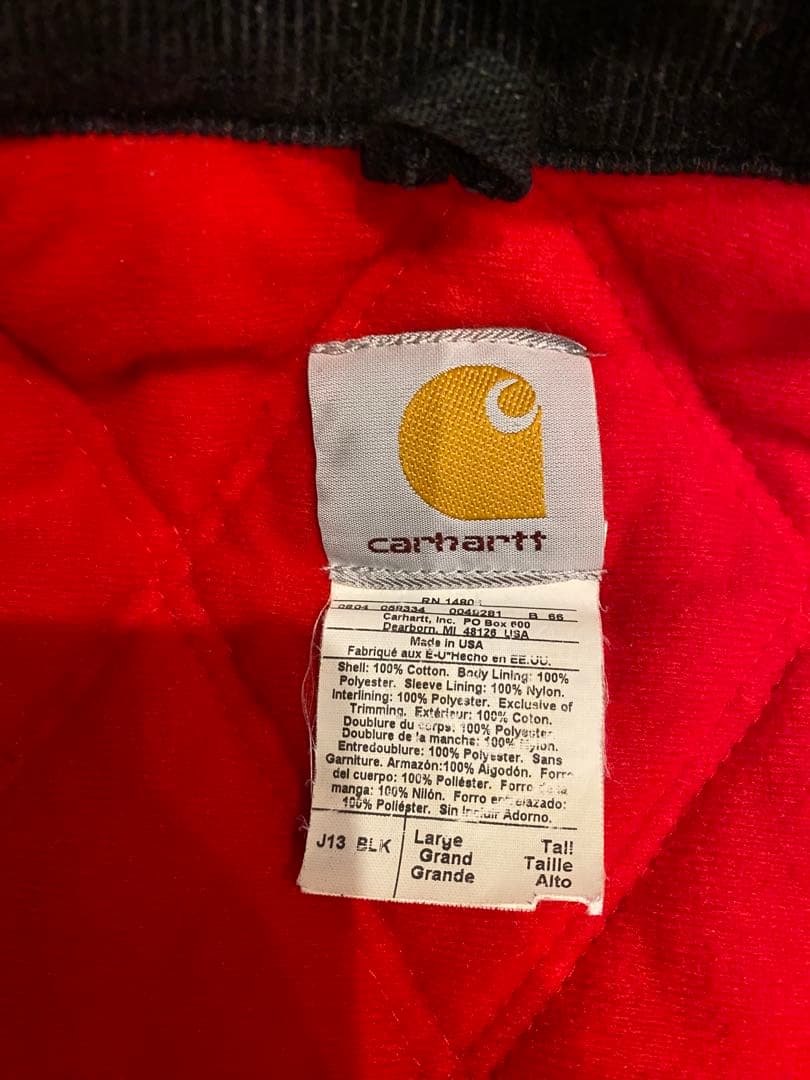 carhartt
RN 14806
0804 068334 0049281 B 66
Carhartt, Inc. PO Box 600
Dearborn, MI 48126 USA
Made in USA
Fabriqué aux É-U*Hecho en EE.UU.
Shell: 100% Cotton. Body Lining: 100%
Polyester. Sleeve Lining: 100% Nylon.
Interlining: 100% Polyester. Exclusive of
Trimming. Extérieur: 100% Coton.
Doublure du corps: 100% Polyester
Doublure de la manche: 100% Nylon.
Entredoublure: 100% Polyester. Sans
Garniture. Armazón:100% Algodón. Forro
del cuerpo: 100% Poliéster. Forro de la
manga: 100% Nilón. Forro entrelazado:
100% Poliéster. Sin Incluir Adorno.
J13 BLK
Large Tall
Grand Taille
Grande Alto